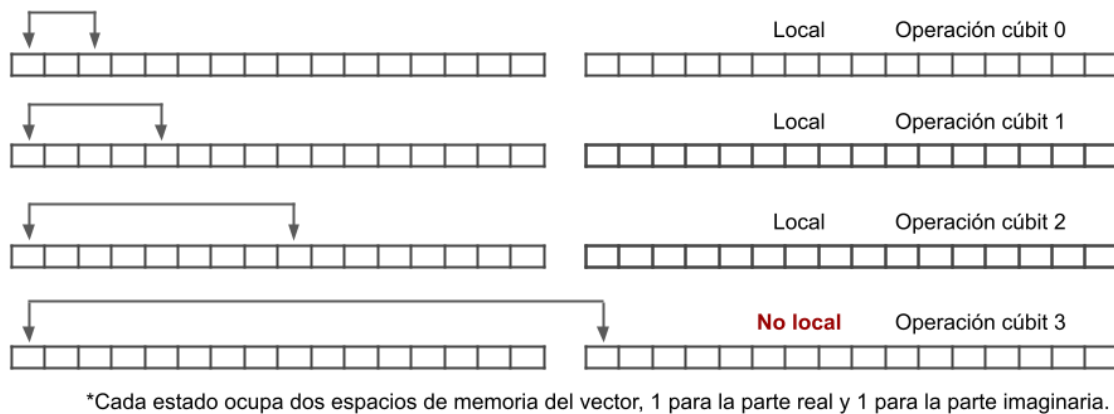 Local Operación cúbit 0
Local Operación cúbit 1
Local Operación cúbit 2
No local Operación cúbit 3
*Cada estado ocupa dos espacios de memoria del vector, 1 para la parte real y 1 para la parte imaginaria.